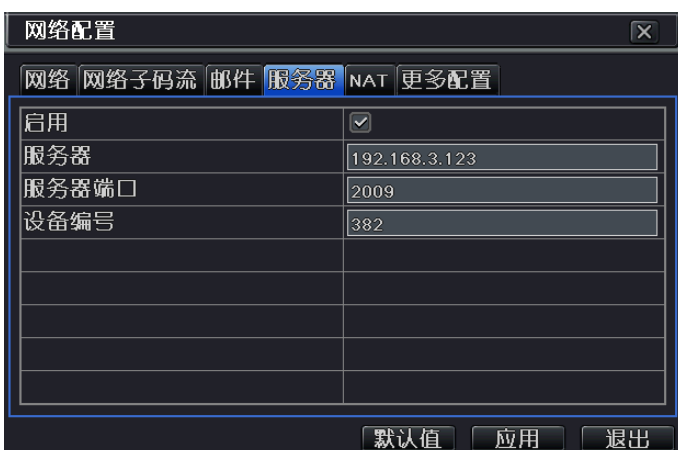 网络配置
网络 网络子码流 邮件 服务器 NAT 更多配置
启用
服务器 192.168.3.123
服务器端口 2009
设备编号 382
默认值 应用 退出